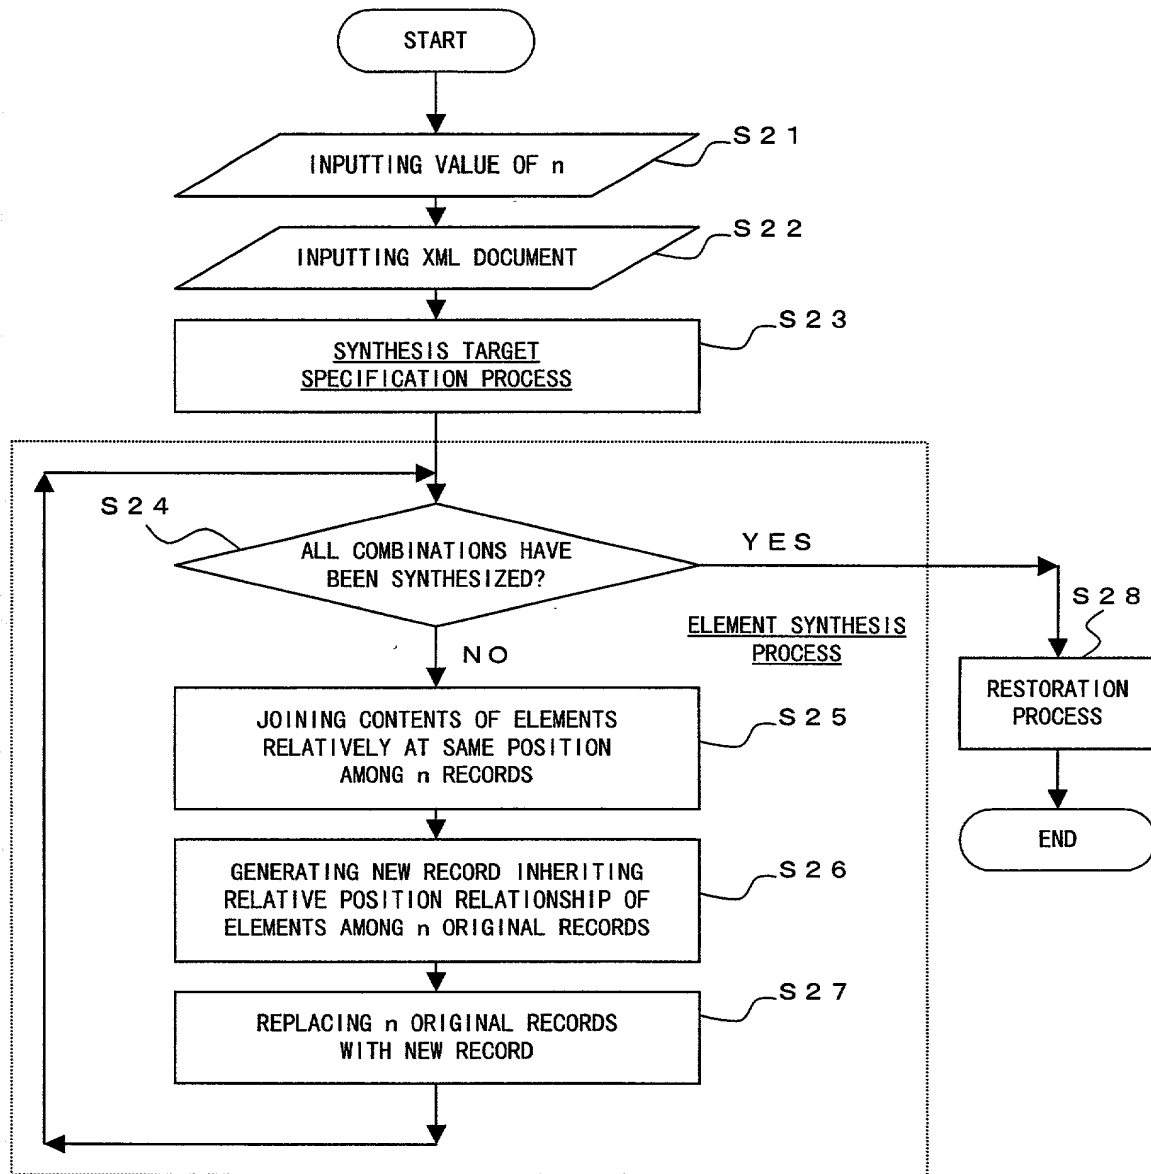 START
S21
INPUTTING VALUE OF n
S22
INPUTTING XML DOCUMENT
S23
SYNTHESIS TARGET
SPECIFICATION PROCESS
S24
ALL COMBINATIONS HAVE
BEEN SYNTHESIZED?
YES
NO
ELEMENT SYNTHESIS
PROCESS
S28
RESTORATION
PROCESS
END
S25
JOINING CONTENTS OF ELEMENTS
RELATIVELY AT SAME POSITION
AMONG n RECORDS
S26
GENERATING NEW RECORD INHERITING
RELATIVE POSITION RELATIONSHIP OF
ELEMENTS AMONG n ORIGINAL RECORDS
S27
REPLACING n ORIGINAL RECORDS
WITH NEW RECORD